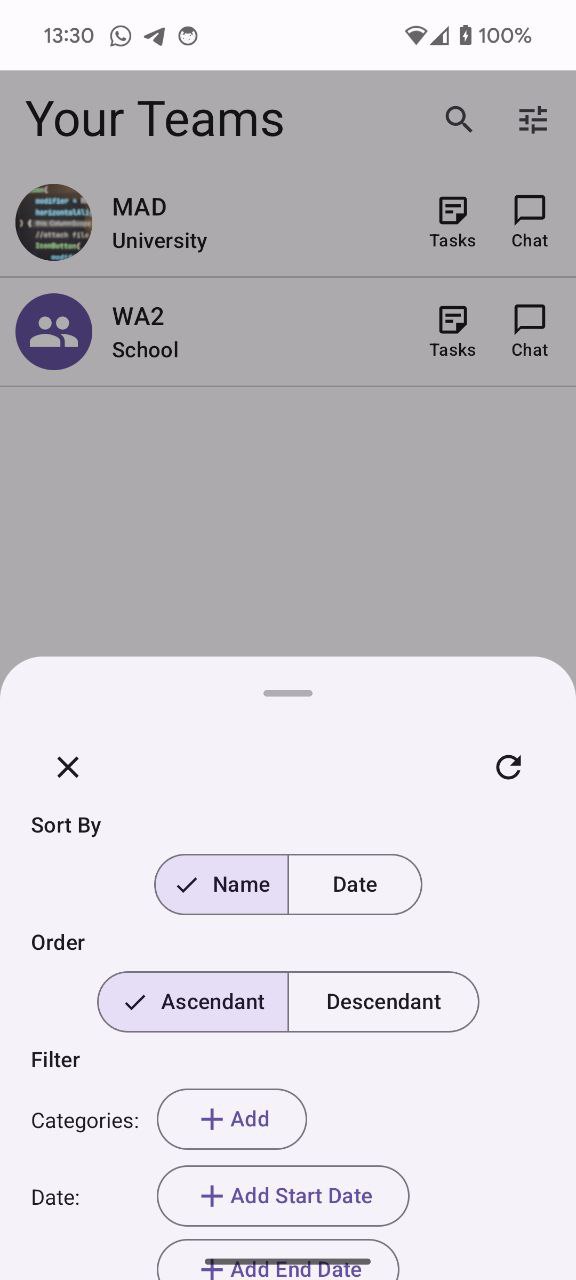 13:30 100%
Your Teams
MAD
University
Tasks Chat
WA2
School
Tasks Chat
Sort By
Name Date
Order
Ascendant Descendant
Filter
Categories: Add
Date: Add Start Date
Add End Date